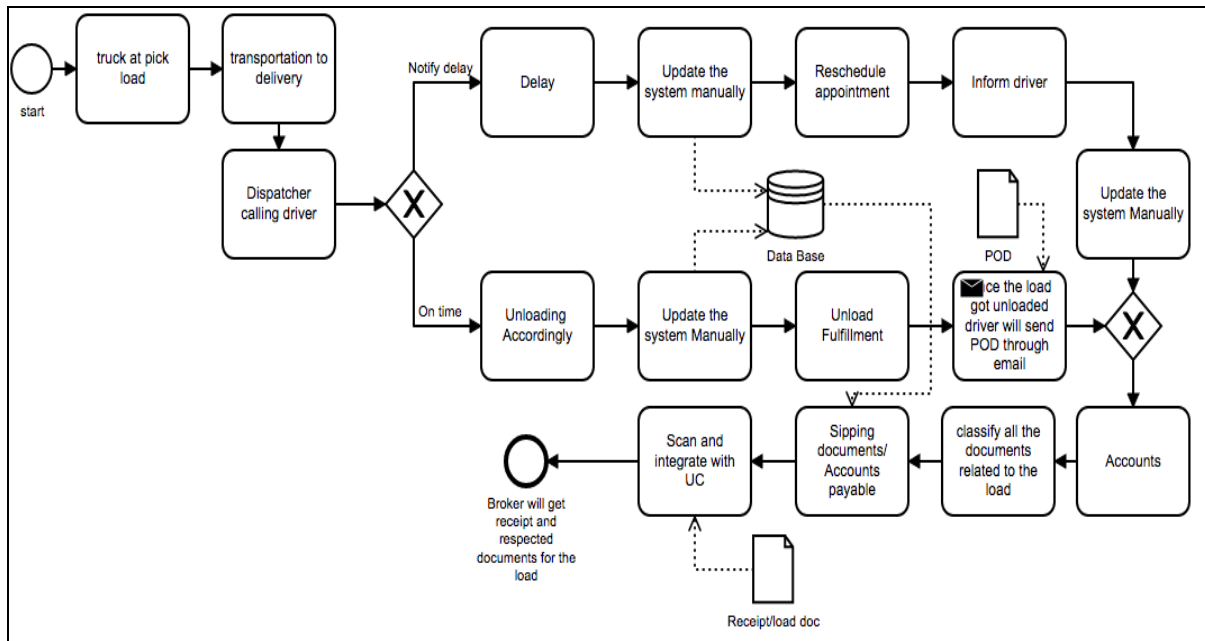 start
truck at pick
load
transportation to
delivery
Dispatcher
calling driver
X
Notify delay
Delay
Update the
system manually
Reschedule
appointment
Inform driver
Update the
system Manually
Data Base
POD
On time
Unloading
Accordingly
Update the
system Manually
Unload
Fulfillment
ce the load
got unloaded
driver will send
POD through
email
X
Accounts
classify all the
documents
related to the
load
Sipping
documents/
Accounts
payable
Scan and
integrate with
UC
Broker will get
receipt and
respected
documents for the
load
Receipt/load doc